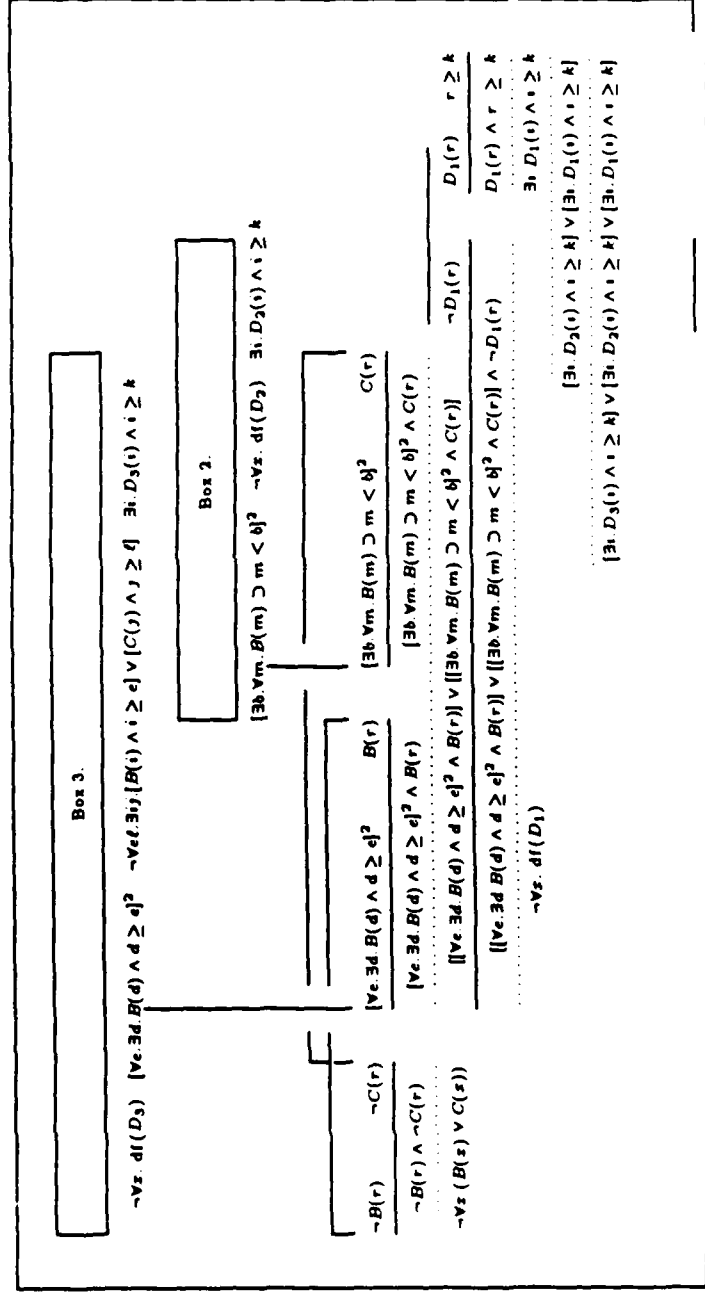 Box 3.
¬∀x. df(D₃) [∀e.∃d.B(d) ∧ d ≥ e]² ¬∀ef.∃ij.[B(i) ∧ i ≥ e] ∨ [C(j) ∧ j ≥ f] ∃i.D₃(i) ∧ i ≥ k
Box 2.
[∃b.∀m.B(m) ⊃ m < b]² ¬∀x. df(D₂) ∃i.D₂(i) ∧ i ≥ k
¬B(r) ¬C(r) [∀e.∃d.B(d) ∧ d ≥ e]² B(r) [∃b.∀m.B(m) ⊃ m < b]² C(r)
¬B(r) ∧ ¬C(r) [∀e.∃d.B(d) ∧ d ≥ e]² ∧ B(r) [∃b.∀m.B(m) ⊃ m < b]² ∧ C(r)
¬∀s (B(s) ∨ C(s)) [[∀e.∃d.B(d) ∧ d ≥ e]² ∧ B(r)] ∨ [[∃b.∀m.B(m) ⊃ m < b]² ∧ C(r)] ¬D₁(r) D₁(r) r ≥ k
[[∀e.∃d.B(d) ∧ d ≥ e]² ∧ B(r)] ∨ [[∃b.∀m.B(m) ⊃ m < b]² ∧ C(r)] ∧ ¬D₁(r) D₁(r) ∧ r ≥ k
¬∀x. df(D₁) ∃i.D₁(i) ∧ i ≥ k
[∃i.D₂(i) ∧ i ≥ k] ∨ [∃i.D₁(i) ∧ i ≥ k]
[∃i.D₃(i) ∧ i ≥ k] ∨ [∃i.D₂(i) ∧ i ≥ k] ∨ [∃i.D₁(i) ∧ i ≥ k]